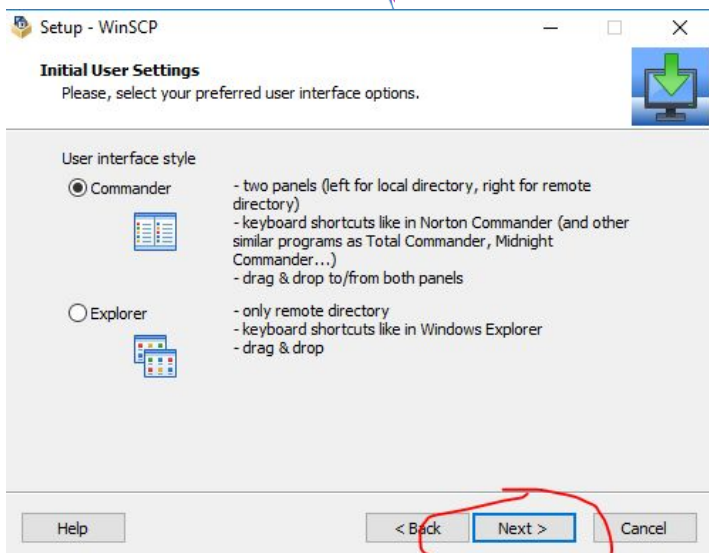 Setup - WinSCP
Initial User Settings
Please, select your preferred user interface options.
User interface style
Commander
- two panels (left for local directory, right for remote
directory)
- keyboard shortcuts like in Norton Commander (and other
similar programs as Total Commander, Midnight
Commander...)
- drag & drop to/from both panels
Explorer
- only remote directory
- keyboard shortcuts like in Windows Explorer
- drag & drop
Help
< Back
Next >
Cancel